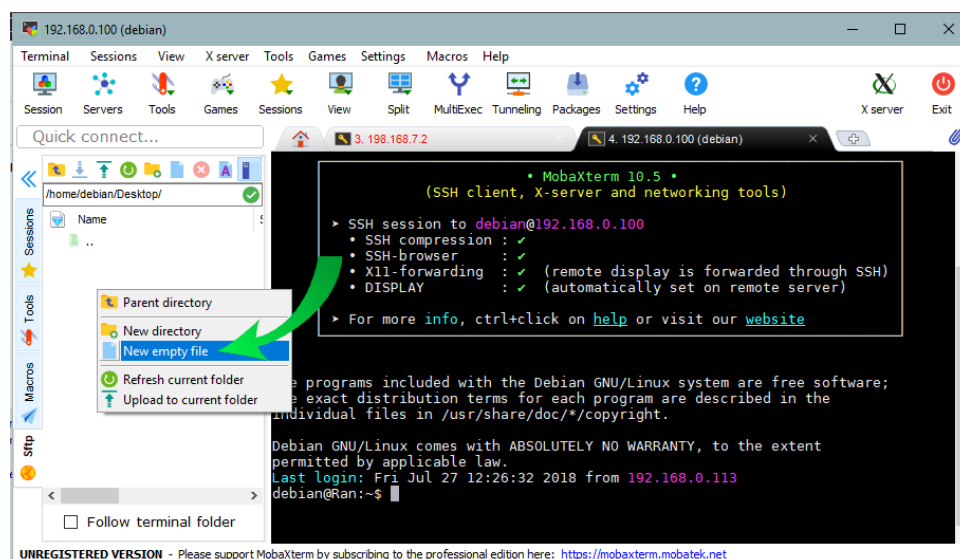 192.168.0.100 (debian)
Terminal Sessions View X server Tools Games Settings Macros Help
Session Servers Tools Games Sessions View Split MultiExec Tunneling Packages Settings Help X server Exit
Quick connect...
3. 198.168.7.2
4. 192.168.0.100 (debian)
/home/debian/Desktop/
Name
..
Sessions
Tools
Macros
Sftp
Parent directory
New directory
New empty file
Refresh current folder
Upload to current folder
Follow terminal folder
• MobaXterm 10.5 •
(SSH client, X-server and networking tools)
➤ SSH session to debian@192.168.0.100
• SSH compression : ✔
• SSH-browser : ✔
• X11-forwarding : ✔ (remote display is forwarded through SSH)
• DISPLAY : ✔ (automatically set on remote server)
➤ For more info, ctrl+click on help or visit our website
programs included with the Debian GNU/Linux system are free software;
exact distribution terms for each program are described in the
individual files in /usr/share/doc/*/copyright.
Debian GNU/Linux comes with ABSOLUTELY NO WARRANTY, to the extent
permitted by applicable law.
Last login: Fri Jul 27 12:26:32 2018 from 192.168.0.113
debian@Ran:~$
UNREGISTERED VERSION - Please support MobaXterm by subscribing to the professional edition here: https://mobaxterm.mobatek.net